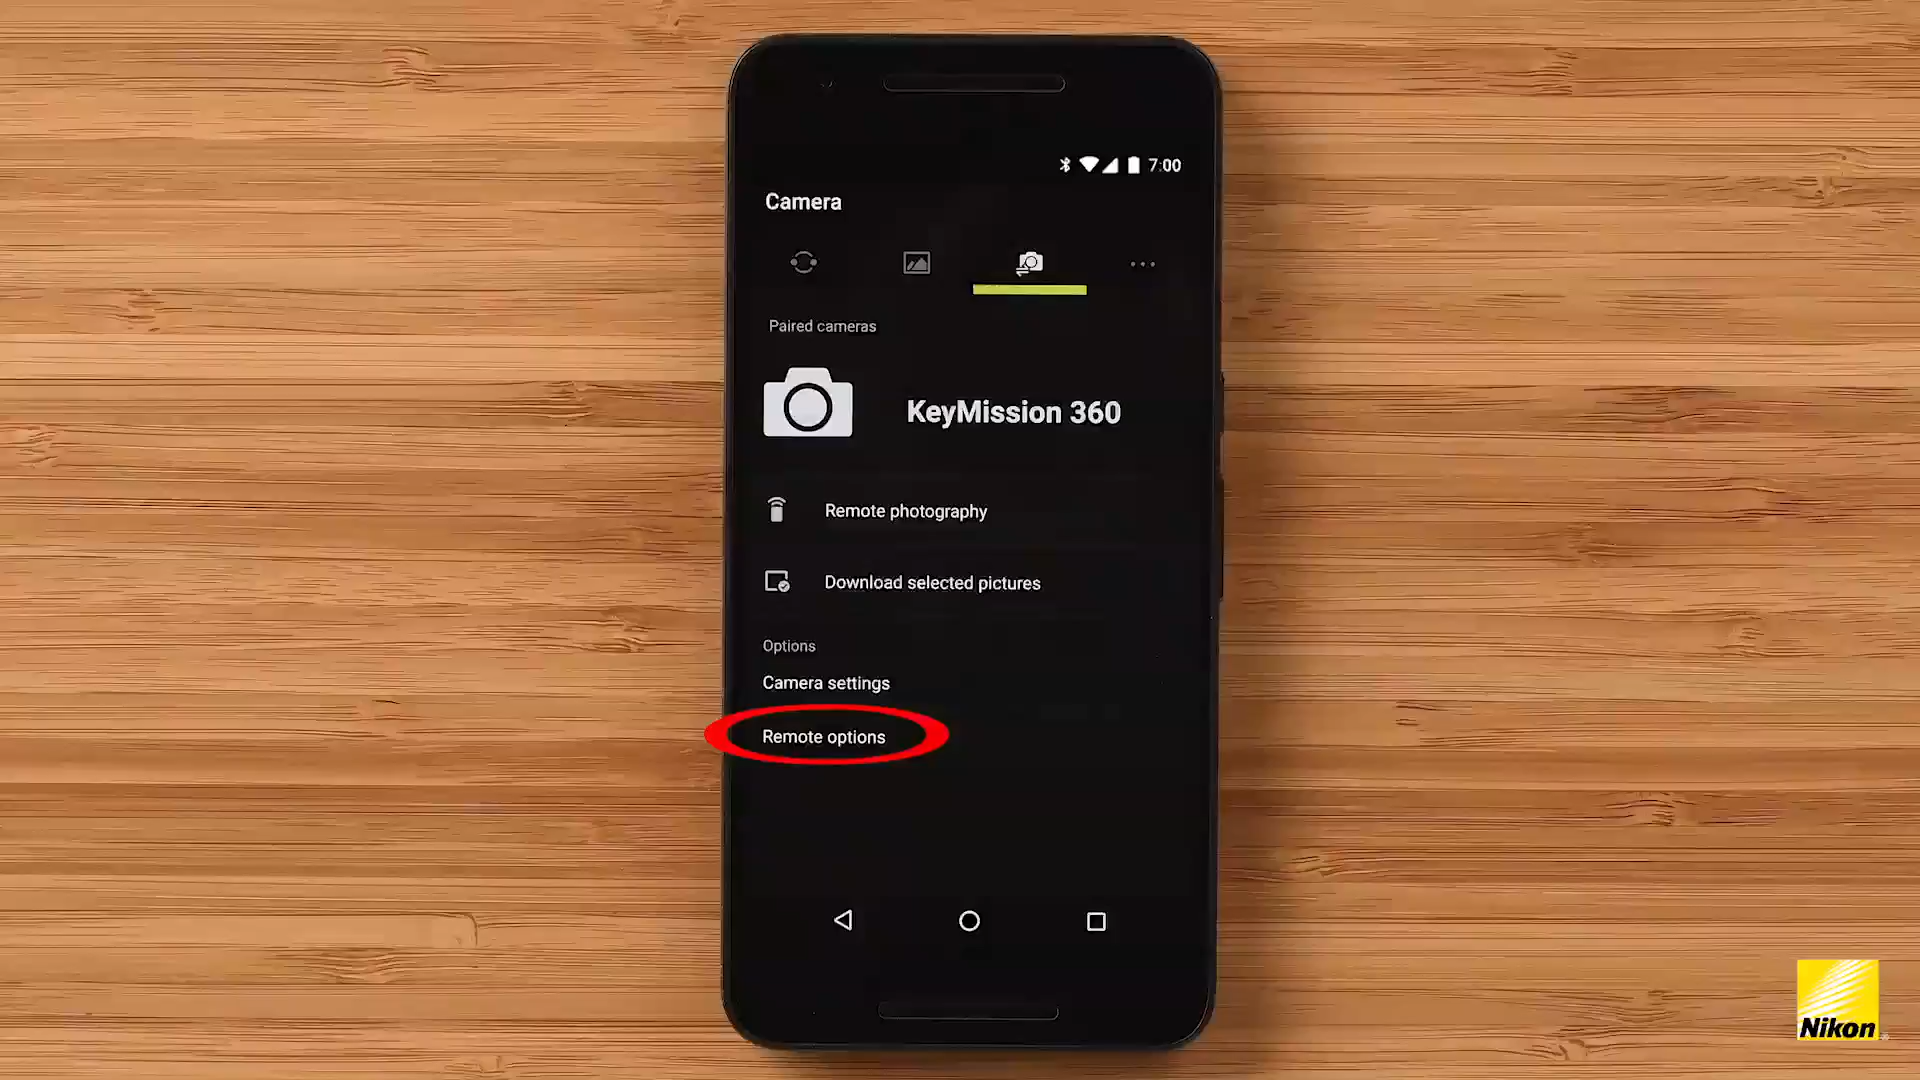 7:00
Camera
Paired cameras
KeyMission 360
Remote photography
Download selected pictures
Options
Camera settings
Remote options
Nikon